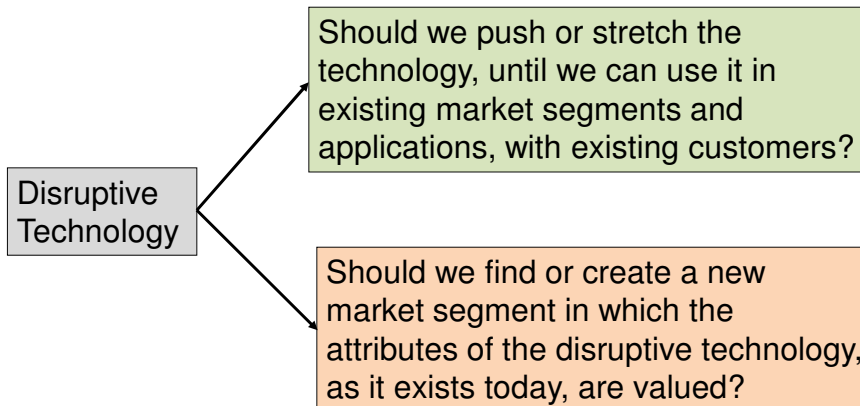 Should we push or stretch the
technology, until we can use it in
existing market segments and
applications, with existing customers?
Disruptive
Technology
Should we find or create a new
market segment in which the
attributes of the disruptive technology,
as it exists today, are valued?